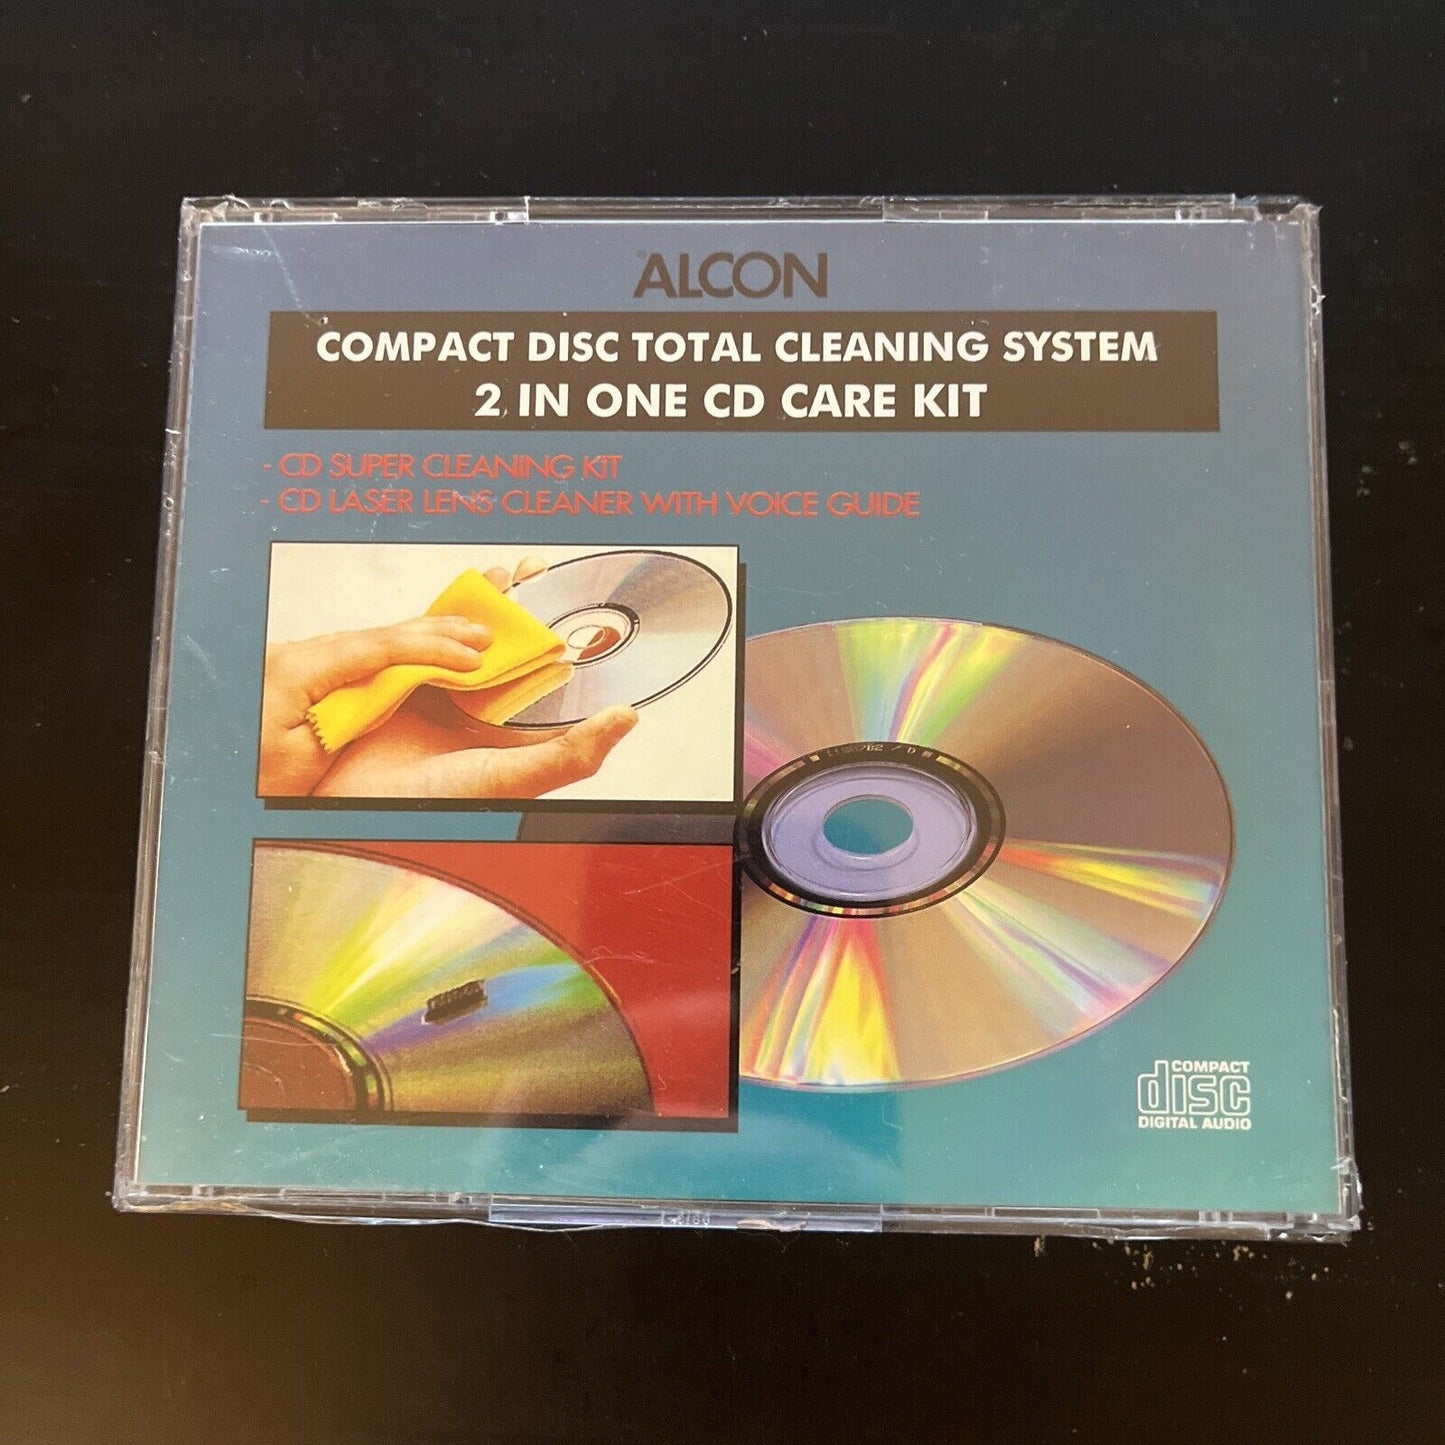 ALCON
COMPACT DISC TOTAL CLEANING SYSTEM
2 IN ONE CD CARE KIT
- CD SUPER CLEANING KiT
- CD LASER LENS CLEANER WITH VOiCE GUIDE
COMPACT
disc
DIGITAL AUDIO